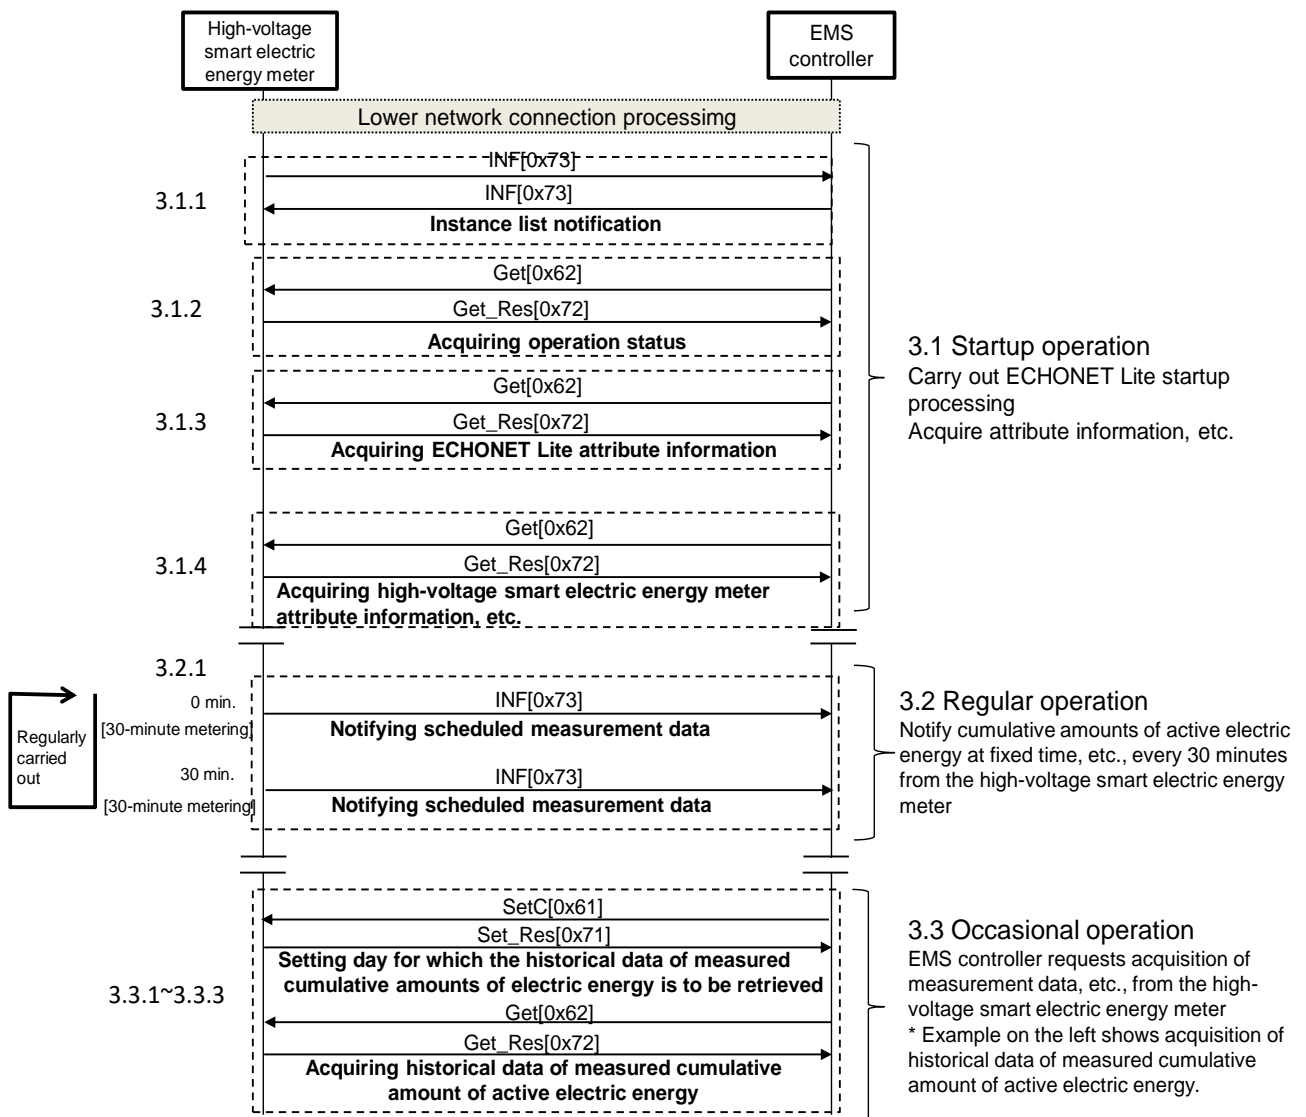 High-voltage
smart electric
energy meter
EMS
controller
Lower network connection processimg
3.1.1
INF[0x73]
INF[0x73]
Instance list notification
3.1.2
Get[0x62]
Get_Res[0x72]
Acquiring operation status
3.1.3
Get[0x62]
Get_Res[0x72]
Acquiring ECHONET Lite attribute information
3.1.4
Get[0x62]
Get_Res[0x72]
Acquiring high-voltage smart electric energy meter
attribute information, etc.
3.1 Startup operation
Carry out ECHONET Lite startup
processing
Acquire attribute information, etc.
3.2.1
Regularly
carried
out
0 min.
[30-minute metering]
INF[0x73]
Notifying scheduled measurement data
30 min.
[30-minute metering]
INF[0x73]
Notifying scheduled measurement data
3.2 Regular operation
Notify cumulative amounts of active electric
energy at fixed time, etc., every 30 minutes
from the high-voltage smart electric energy
meter
3.3.1~3.3.3
SetC[0x61]
Set_Res[0x71]
Setting day for which the historical data of measured
cumulative amounts of electric energy is to be retrieved
Get[0x62]
Get_Res[0x72]
Acquiring historical data of measured cumulative
amount of active electric energy
3.3 Occasional operation
EMS controller requests acquisition of
measurement data, etc., from the high-
voltage smart electric energy meter
* Example on the left shows acquisition of
historical data of measured cumulative
amount of active electric energy.